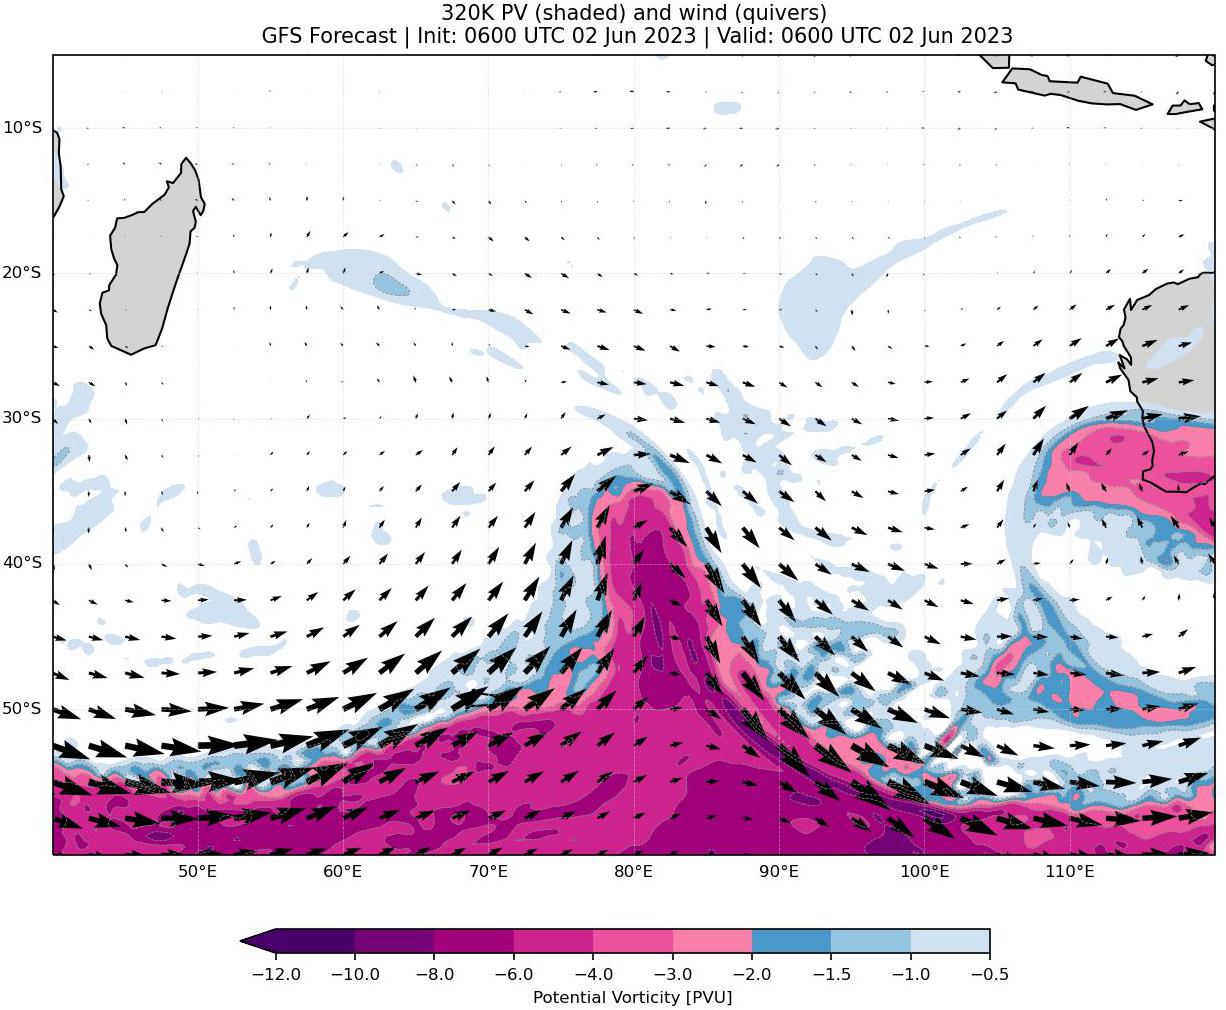 320K PV (shaded) and wind (quivers)
GFS Forecast | Init: 0600 UTC 02 Jun 2023 | Valid: 0600 UTC 02 Jun 2023
10°S
20°S
30°S
40°S
50°S
50°E 60°E 70°E 80°E 90°E 100°E 110°E
−12.0 −10.0 −8.0 −6.0 −4.0 −3.0 −2.0 −1.5 −1.0 −0.5
Potential Vorticity [PVU]